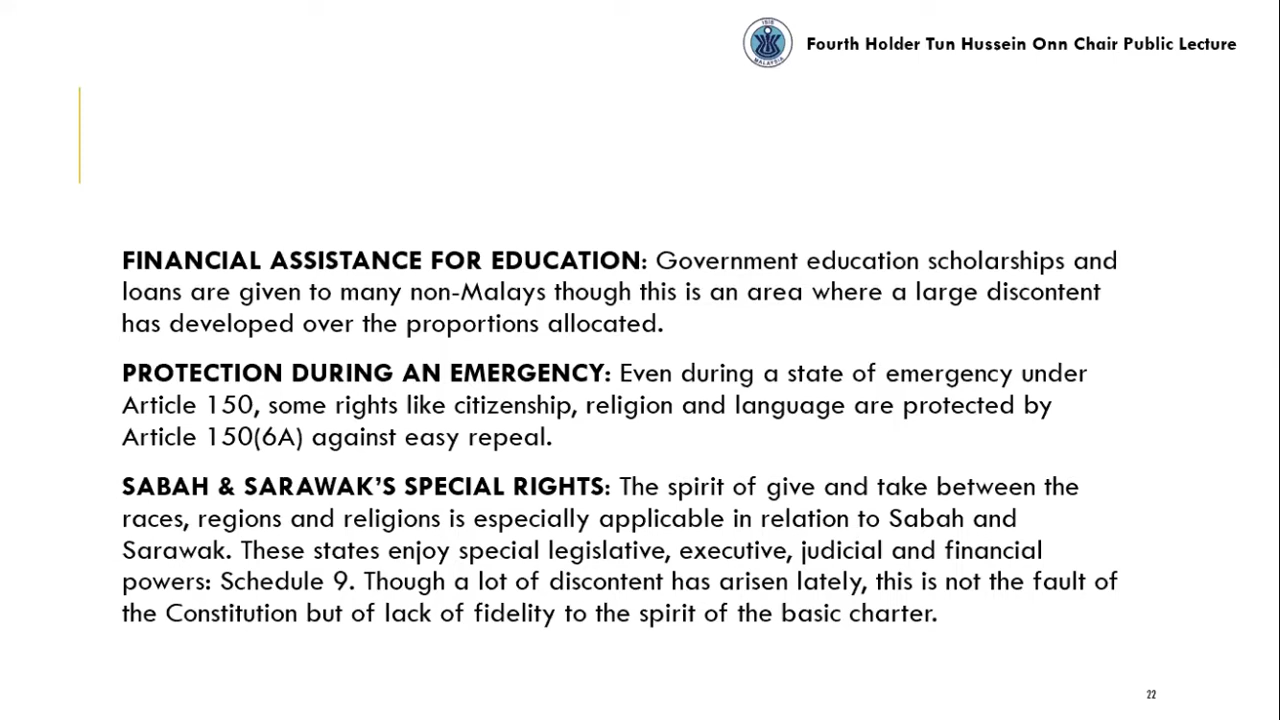 ISIS
MALAYSIA
Fourth Holder Tun Hussein Onn Chair Public Lecture
FINANCIAL ASSISTANCE FOR EDUCATION: Government education scholarships and
loans are given to many non-Malays though this is an area where a large discontent
has developed over the proportions allocated.
PROTECTION DURING AN EMERGENCY: Even during a state of emergency under
Article 150, some rights like citizenship, religion and language are protected by
Article 150(6A) against easy repeal.
SABAH & SARAWAK’S SPECIAL RIGHTS: The spirit of give and take between the
races, regions and religions is especially applicable in relation to Sabah and
Sarawak. These states enjoy special legislative, executive, judicial and financial
powers: Schedule 9. Though a lot of discontent has arisen lately, this is not the fault of
the Constitution but of lack of fidelity to the spirit of the basic charter.
22